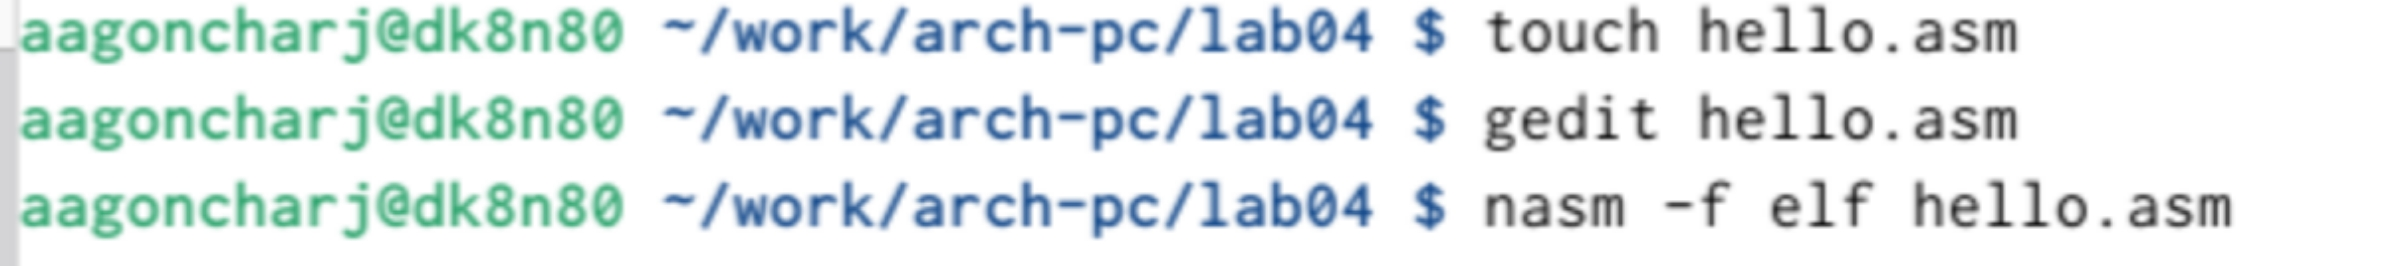 aagoncharj@dk8n80 ~/work/arch-pc/lab04 $ touch hello.asm
aagoncharj@dk8n80 ~/work/arch-pc/lab04 $ gedit hello.asm
aagoncharj@dk8n80 ~/work/arch-pc/lab04 $ nasm -f elf hello.asm